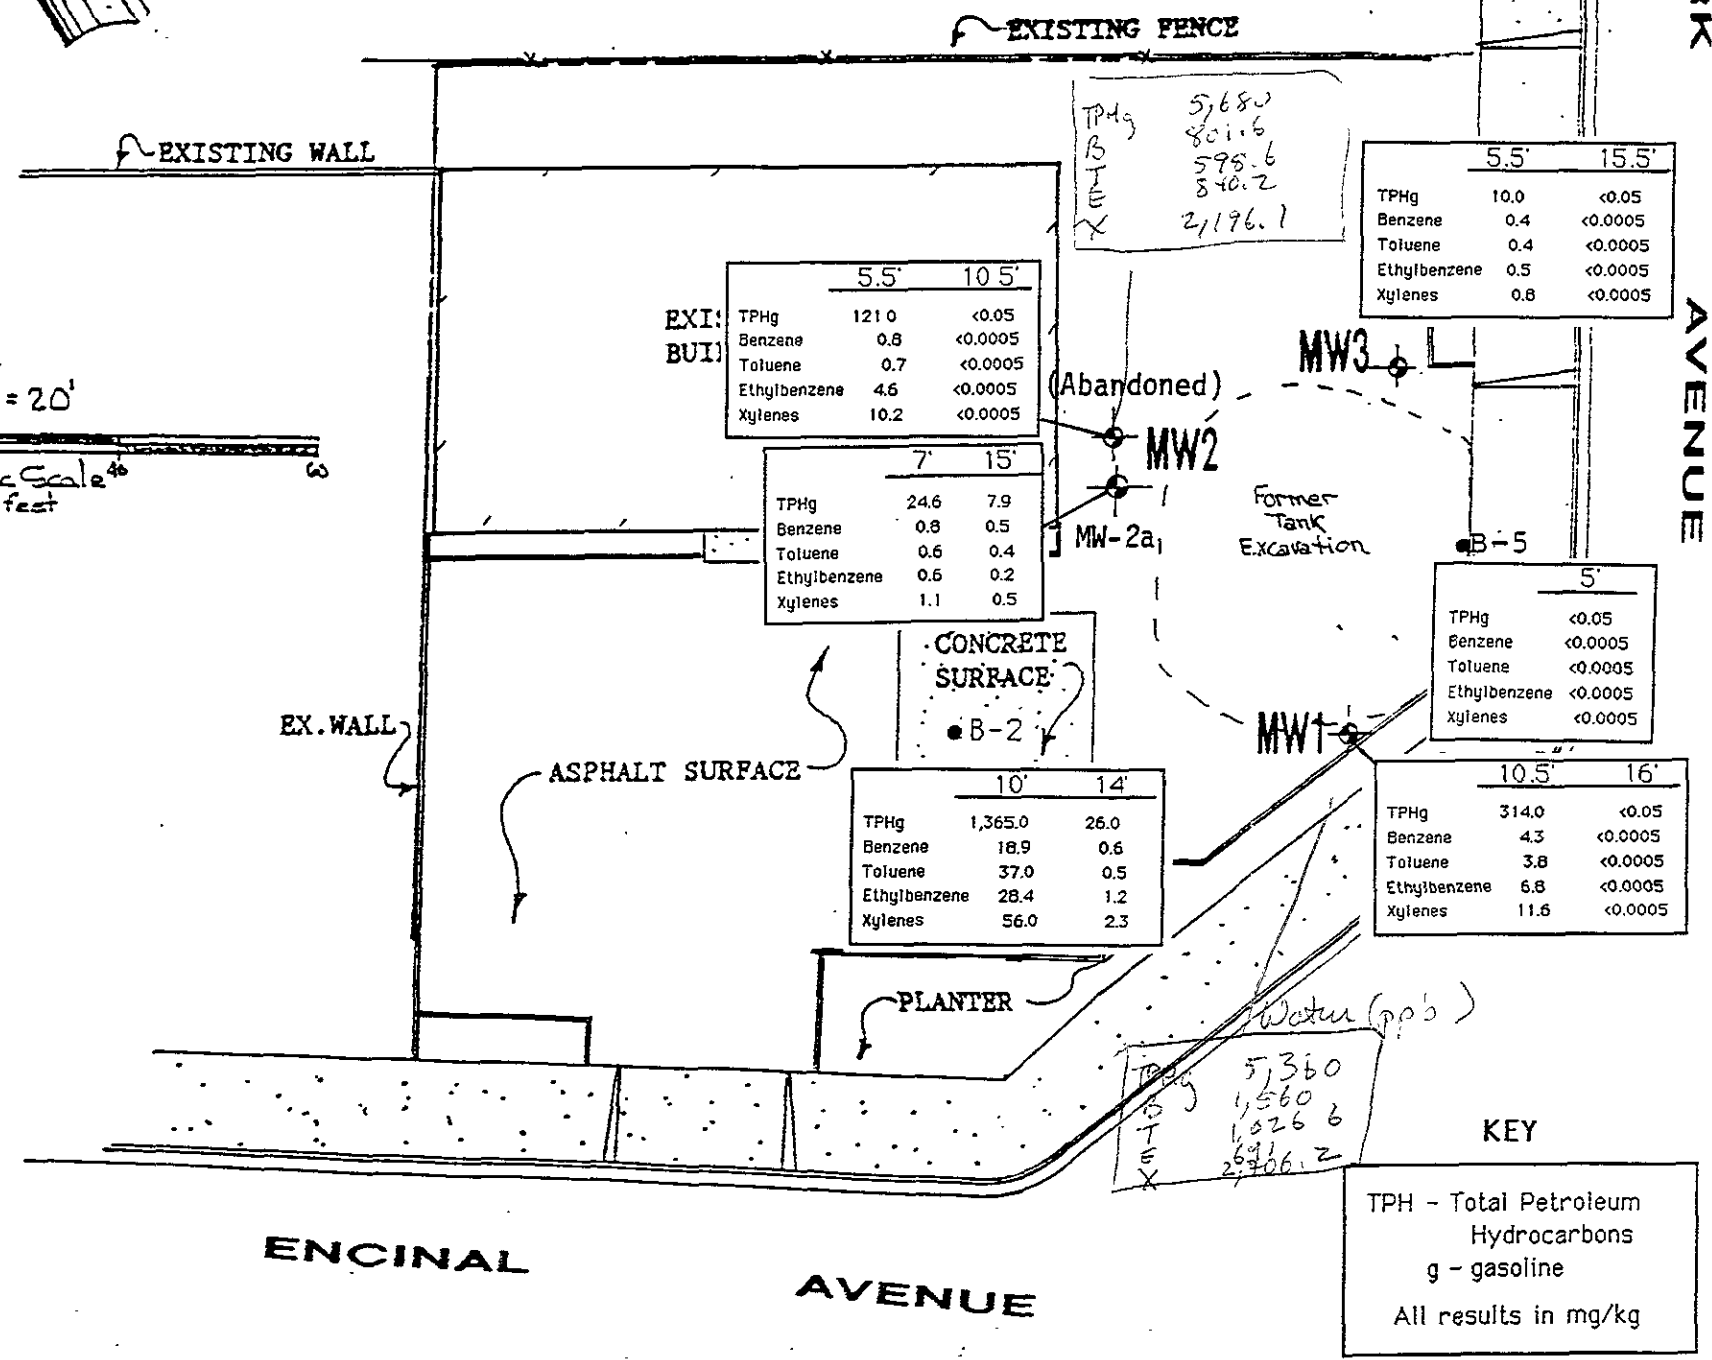 EXISTING FENCE
RK
AVENUE
EXISTING WALL
TPHg 5,680
B 801.6
T 598.6
E 840.2
X 2,196.1
5.5' 15.5'
TPHg 10.0 <0.05
Benzene 0.4 <0.0005
Toluene 0.4 <0.0005
Ethylbenzene 0.5 <0.0005
Xylenes 0.8 <0.0005
MW3
5.5' 10 5'
TPHg 121 0 <0.05
Benzene 0.8 <0.0005
Toluene 0.7 <0.0005
Ethylbenzene 4.6 <0.0005
Xylenes 10.2 <0.0005
EXIS
BUIL
(Abandoned)
MW2
= 20'
c Scale 40 60
feet
7' 15'
TPHg 24.6 7.9
Benzene 0.8 0.5
Toluene 0.6 0.4
Ethylbenzene 0.6 0.2
Xylenes 1.1 0.5
MW-2a
Former
Tank
Excavation
B-5
5'
TPHg <0.05
Benzene <0.0005
Toluene <0.0005
Ethylbenzene <0.0005
Xylenes <0.0005
CONCRETE
SURFACE
B-2
MW1
EX.WALL
ASPHALT SURFACE
10' 14'
TPHg 1,365.0 26.0
Benzene 18.9 0.6
Toluene 37.0 0.5
Ethylbenzene 28.4 1.2
Xylenes 56.0 2.3
10.5' 16'
TPHg 314.0 <0.05
Benzene 4.3 <0.0005
Toluene 3.8 <0.0005
Ethylbenzene 6.8 <0.0005
Xylenes 11.6 <0.0005
PLANTER
Water (ppb)
TPHg 5,360
B 1,560
T 1,026 6
E 691
X 2,706.2
KEY
TPH - Total Petroleum
Hydrocarbons
g - gasoline
All results in mg/kg
ENCINAL AVENUE